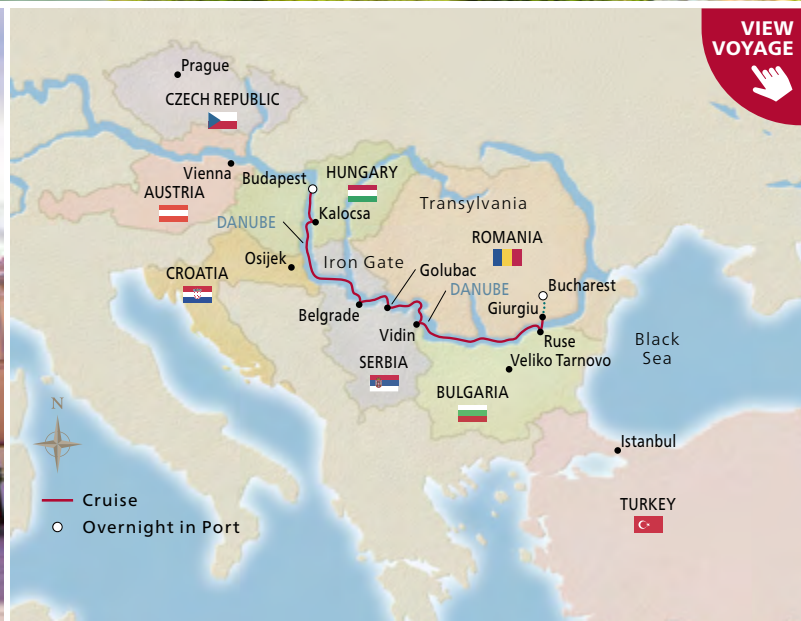 VIEW
VOYAGE
Prague
CZECH REPUBLIC
Vienna
Budapest
HUNGARY
AUSTRIA
Transylvania
Kalocsa
DANUBE
ROMANIA
Osijek
Iron Gate
Golubac
CROATIA
DANUBE
Bucharest
Belgrade
Giurgiu
Vidin
Ruse
Black
Sea
SERBIA
Veliko Tarnovo
BULGARIA
N
Istanbul
Cruise
TURKEY
Overnight in Port